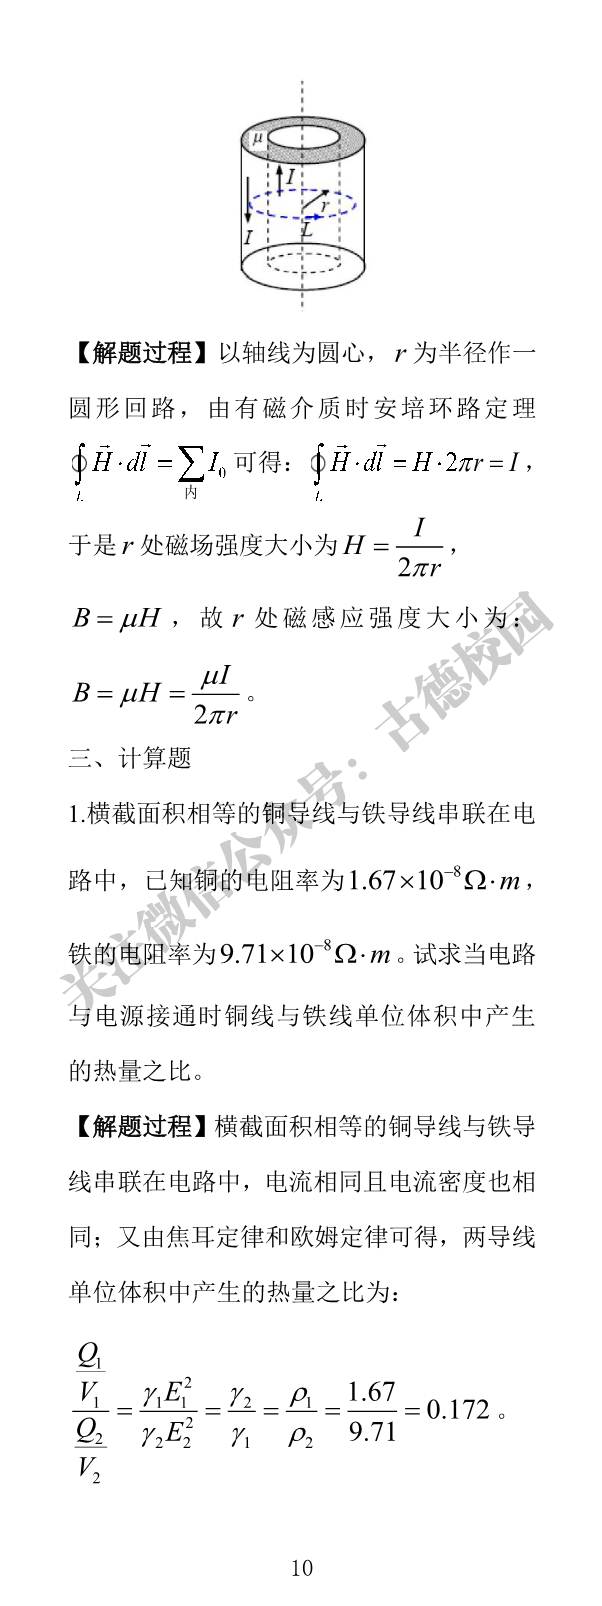 μ
I
r
I
L
【解题过程】以轴线为圆心，r 为半径作一
圆形回路，由有磁介质时安培环路定理
$\oint_L \vec{H} \cdot d\vec{l} = \sum_{内} I_0$ 可得：$\oint_L \vec{H} \cdot d\vec{l} = H \cdot 2\pi r = I$，
于是 r 处磁场强度大小为 $H = \frac{I}{2\pi r}$，
$B = \mu H$，故 r 处磁感应强度大小为：
$B = \mu H = \frac{\mu I}{2\pi r}$。
三、计算题
1.横截面积相等的铜导线与铁导线串联在电
路中，已知铜的电阻率为$1.67 \times 10^{-8} \Omega \cdot m$，
铁的电阻率为$9.71 \times 10^{-8} \Omega \cdot m$。试求当电路
与电源接通时铜线与铁线单位体积中产生
的热量之比。
【解题过程】横截面积相等的铜导线与铁导
线串联在电路中，电流相同且电流密度也相
同；又由焦耳定律和欧姆定律可得，两导线
单位体积中产生的热量之比为：
$\frac{\frac{Q_1}{V_1}}{\frac{Q_2}{V_2}} = \frac{\gamma_1 E_1^2}{\gamma_2 E_2^2} = \frac{\gamma_2}{\gamma_1} = \frac{\rho_1}{\rho_2} = \frac{1.67}{9.71} = 0.172$。
关注微信公众号：古德校园
10